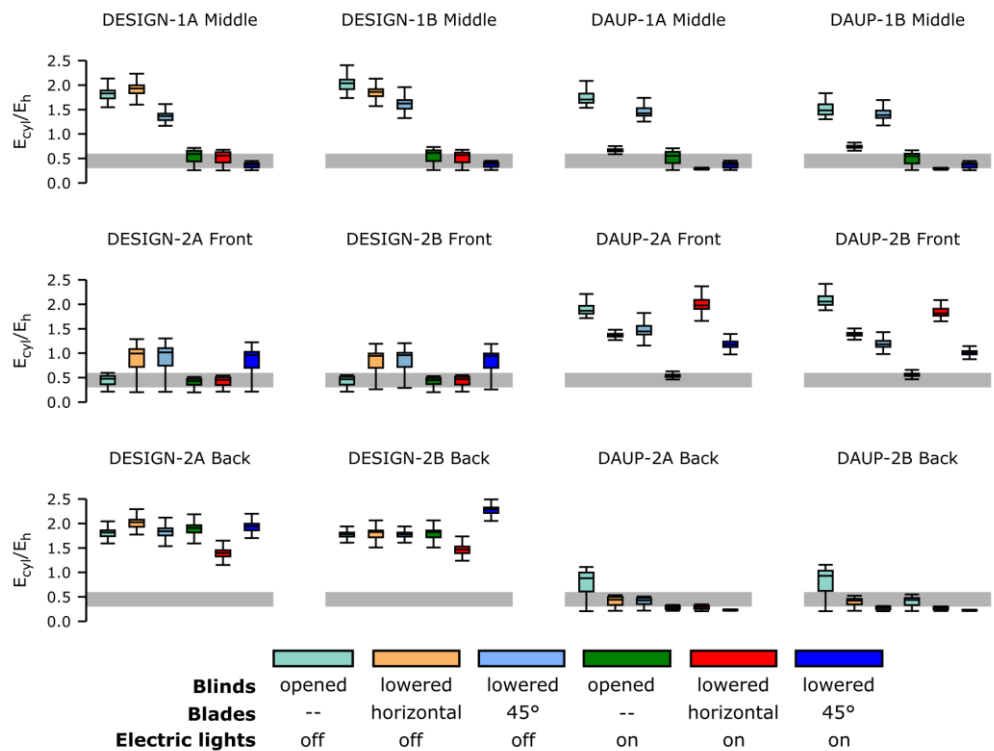 DESIGN-1A Middle DESIGN-1B Middle DAUP-1A Middle DAUP-1B Middle
2.5
2.0
1.5
1.0
0.5
0.0
Ecyl/Eh
DESIGN-2A Front DESIGN-2B Front DAUP-2A Front DAUP-2B Front
2.5
2.0
1.5
1.0
0.5
0.0
Ecyl/Eh
DESIGN-2A Back DESIGN-2B Back DAUP-2A Back DAUP-2B Back
2.5
2.0
1.5
1.0
0.5
0.0
Ecyl/Eh
Blinds opened lowered lowered opened lowered lowered
Blades -- horizontal 45° -- horizontal 45°
Electric lights off off off on on on